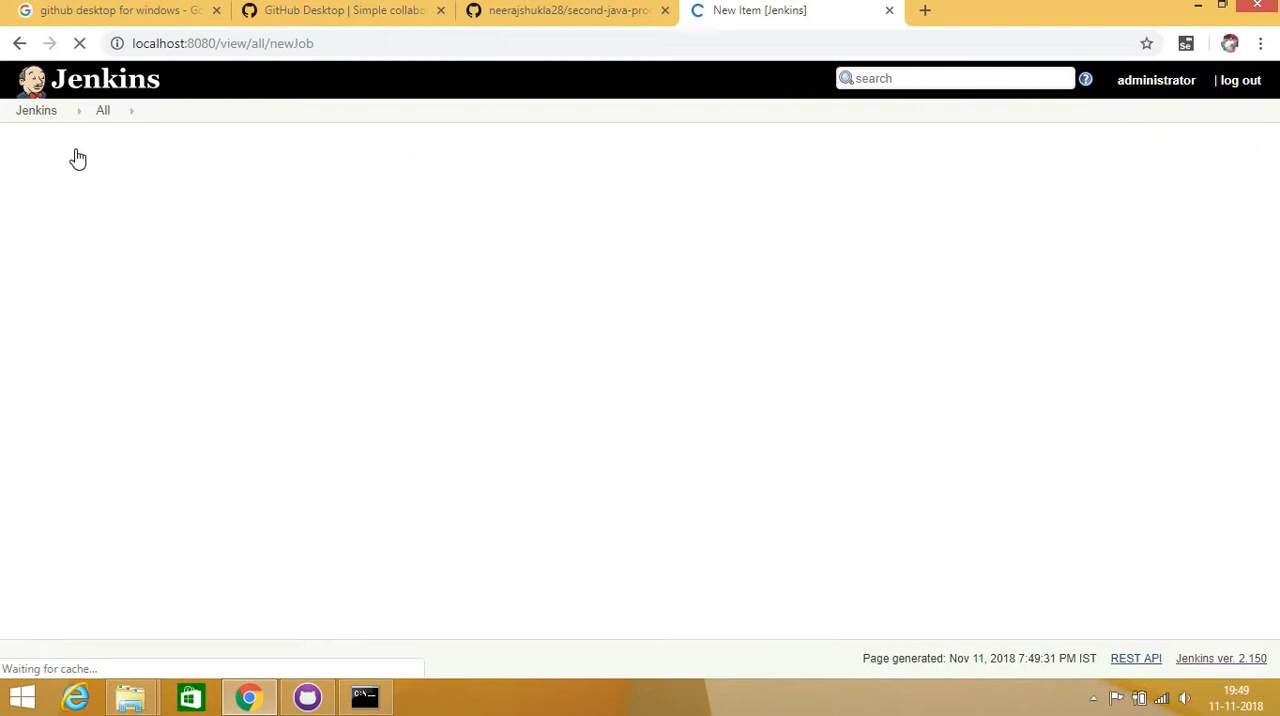 github desktop for windows - Go
GitHub Desktop | Simple collabo
neerajshukla28/second-java-pro
New Item [Jenkins]
localhost:8080/view/all/newJob
Se
Jenkins
search
?
administrator
| log out
Jenkins
All
Waiting for cache...
Page generated: Nov 11, 2018 7:49:31 PM IST
REST API
Jenkins ver. 2.150
19:49
11-11-2018